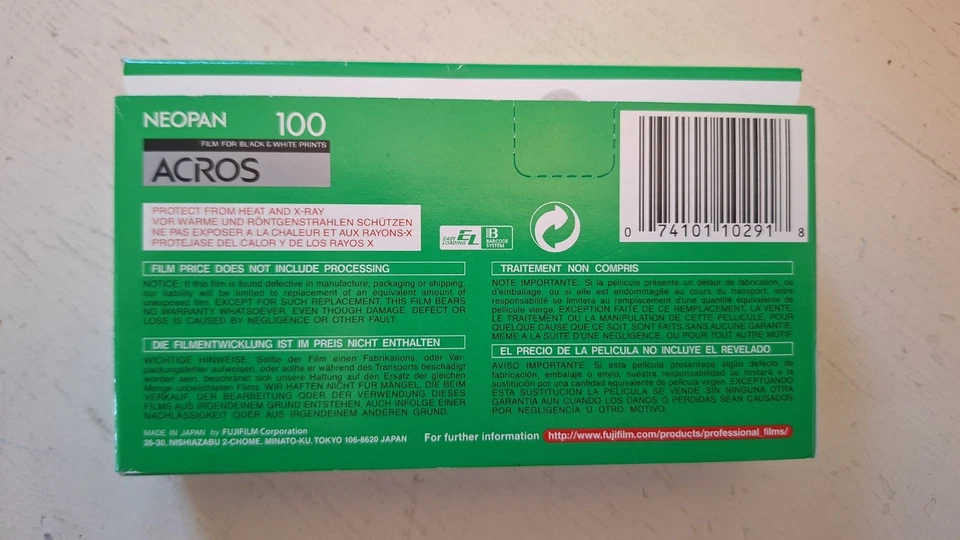 NEOPAN 100
FILM FOR BLACK & WHITE PRINTS
ACROS
PROTECT FROM HEAT AND X-RAY
VOR WÄRME UND RÖNTGENSTRAHLEN SCHÜTZEN
NE PAS EXPOSER A LA CHALEUR ET AUX RAYONS-X
PROTEJASE DEL CALOR Y DE LOS RAYOS X
EASY LOADING EL
B BARCODE SYSTEM
0 74101 10291 8
FILM PRICE DOES NOT INCLUDE PROCESSING
NOTICE: If this film is found defective in manufacture, packaging or shipping,
our liability will be limited to replacement of an equivalent amount of
unexposed film. EXCEPT FOR SUCH REPLACEMENT, THIS FILM BEARS
NO WARRANTY WHATSOEVER, EVEN THOUGH DAMAGE, DEFECT OR
LOSS IS CAUSED BY NEGLIGENCE OR OTHER FAULT.
DIE FILMENTWICKLUNG IST IM PREIS NICHT ENTHALTEN
WICHTIGE HINWEISE: Sollte der Film einen Fabrikations, oder Ver-
packungsfehler aufweisen, oder sollte er während des Transports beschädigt
worden sein, beschränkt sich unsere Haftung auf den Ersatz der gleichen
Menge unbelichteter Films. WIR HAFTEN NICHT FÜR MÄNGEL, DIE BEIM
VERKAUF, DER BEARBEITUNG ODER DER VERWENDUNG DIESES
FILMS AUS IRGENDEINEM GRUND ENTSTEHEN, AUCH INFOLGE EINER
NACHLÄSSIGKEIT ODER AUS IRGENDEINEM ANDEREN GRUND.
TRAITEMENT NON COMPRIS
NOTE IMPORTANTE: Si la pellicule présente un défaut de fabrication, ou
d'emballage, ou si elle est endommagée au cours du transport, notre
responsabilité se limitera au remplacement d'une quantité équivalente de
pellicule vierge. EXCEPTION FAITE DE CE REMPLACEMENT, LA VENTE,
LE TRAITEMENT OU LA MANIPULATION DE CETTE PELLICULE, POUR
QUELQUE CAUSE QUE CE SOIT, SONT FAITS SANS AUCUNE GARANTIE,
MEME A LA SUITE D'UNE NEGLIGENCE, OU POUR TOUT AUTRE MOTIF.
EL PRECIO DE LA PELICULA NO INCLUYE EL REVELADO
AVISO IMPORTANTE: Si esta película presentase algún defecto de
fabricación, embalaje o envío, nuestra responsabilidad se limitará a la
sustitución por una cantidad equivalente de película virgen. EXCEPTUANDO
ESTA SUSTITUCION LA PELICULA SE VENDE SIN NINGUNA OTRA
GARANTIA AUN CUANDO LOS DANOS O PERDIDAS SEAN CAUSADOS
POR NEGLIGENCIA U OTRO MOTIVO.
MADE IN JAPAN by FUJIFILM Corporation
26-30, NISHIAZABU 2-CHOME, MINATO-KU, TOKYO 106-8620 JAPAN
For further information http://www.fujifilm.com/products/professional_films/